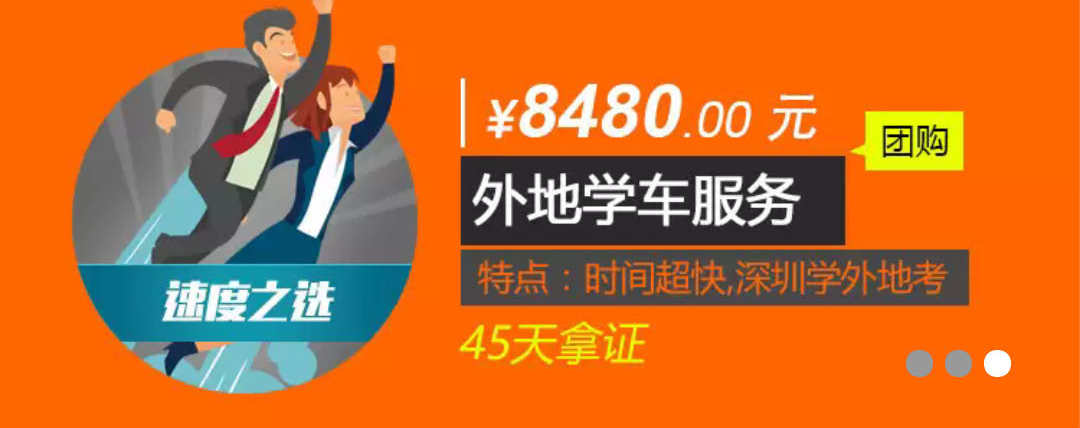 ¥8480.00 元
团购
外地学车服务
特点：时间超快,深圳学外地考
速度之选
45天拿证